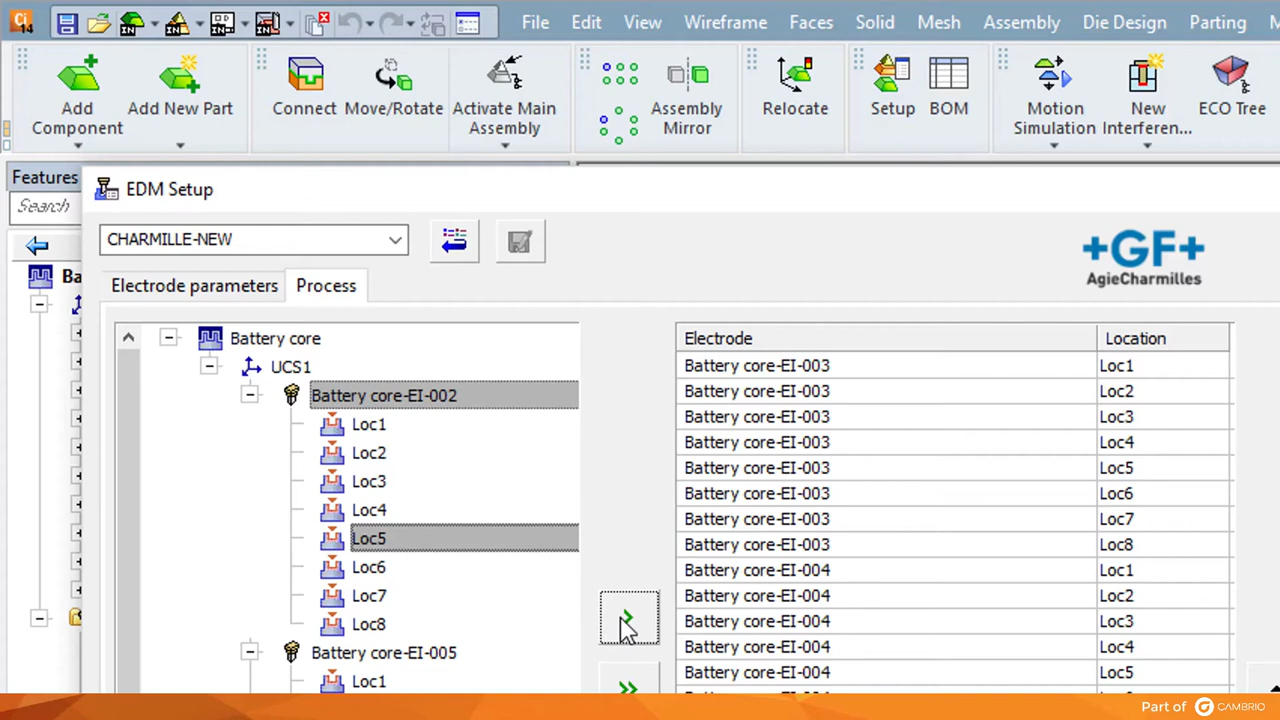 Ci
14
File Edit View Wireframe Faces Solid Mesh Assembly Die Design Parting
Add Component
Add New Part
Connect
Move/Rotate
Activate Main Assembly
Assembly Mirror
Relocate
Setup
BOM
Motion Simulation
New Interferen...
ECO Tree
Features
Search
Ba
EDM Setup
CHARMILLE-NEW
+GF+
AgieCharmilles
Electrode parameters
Process
Battery core
UCS1
Battery core-EI-002
Loc1
Loc2
Loc3
Loc4
Loc5
Loc6
Loc7
Loc8
Battery core-EI-005
Loc1
Electrode Location
Battery core-EI-003 Loc1
Battery core-EI-003 Loc2
Battery core-EI-003 Loc3
Battery core-EI-003 Loc4
Battery core-EI-003 Loc5
Battery core-EI-003 Loc6
Battery core-EI-003 Loc7
Battery core-EI-003 Loc8
Battery core-EI-004 Loc1
Battery core-EI-004 Loc2
Battery core-EI-004 Loc3
Battery core-EI-004 Loc4
Battery core-EI-004 Loc5
Part of CAMBRIO